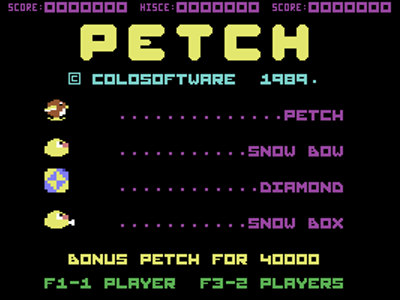 SCORE:0000000 HISCE:0000000 SCORE:0000000
PETCH
© COLOSOFTWARE 1989.
...............PETCH
............SNOW BOW
.............DIAMOND
............SNOW BOX
BONUS PETCH FOR 40000
F1-1 PLAYER F3-2 PLAYERS